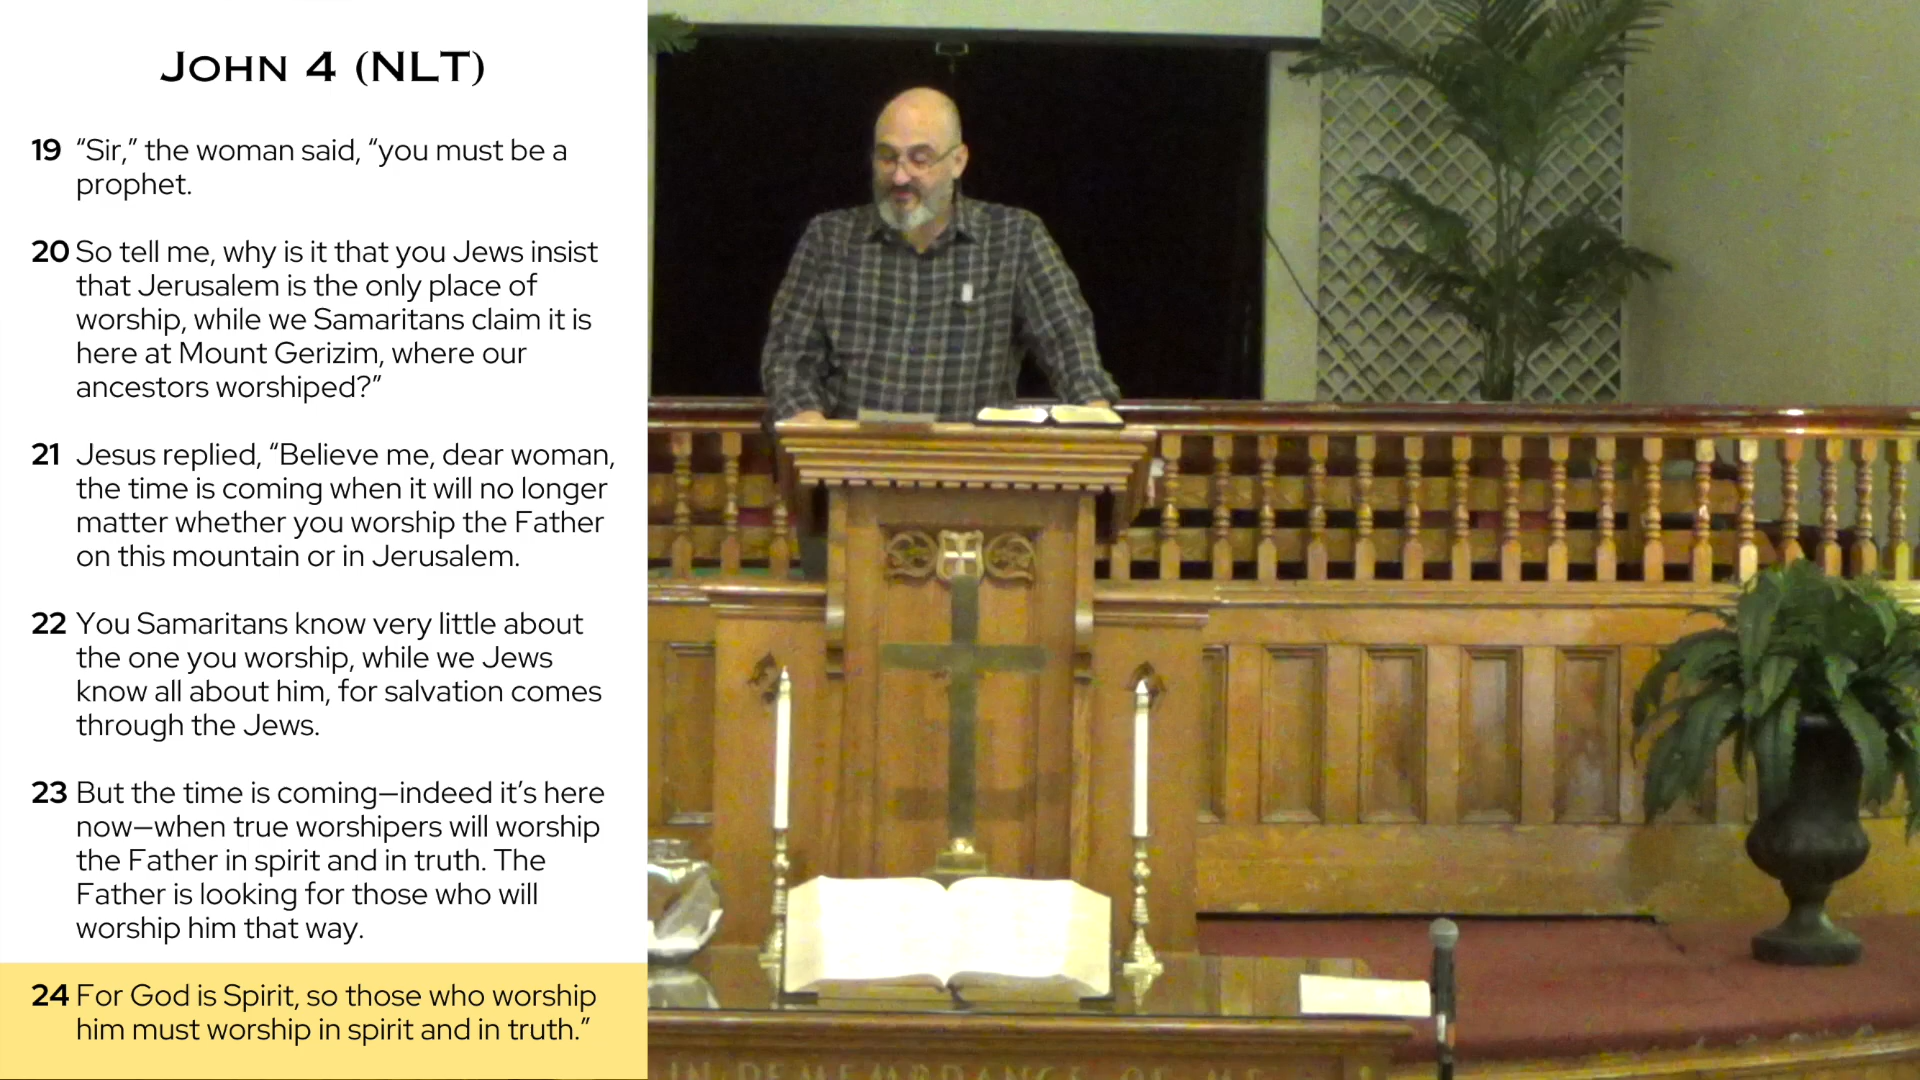 John 4 (NLT)
19 “Sir,” the woman said, “you must be a
prophet.
20 So tell me, why is it that you Jews insist
that Jerusalem is the only place of
worship, while we Samaritans claim it is
here at Mount Gerizim, where our
ancestors worshiped?”
21 Jesus replied, “Believe me, dear woman,
the time is coming when it will no longer
matter whether you worship the Father
on this mountain or in Jerusalem.
22 You Samaritans know very little about
the one you worship, while we Jews
know all about him, for salvation comes
through the Jews.
23 But the time is coming—indeed it’s here
now—when true worshipers will worship
the Father in spirit and in truth. The
Father is looking for those who will
worship him that way.
24 For God is Spirit, so those who worship
him must worship in spirit and in truth.”
IN REMEMBRANCE OF ME